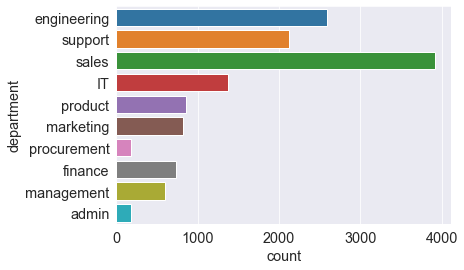 engineering
support
sales
IT
product
marketing
procurement
finance
management
admin
department
0 1000 2000 3000 4000
count